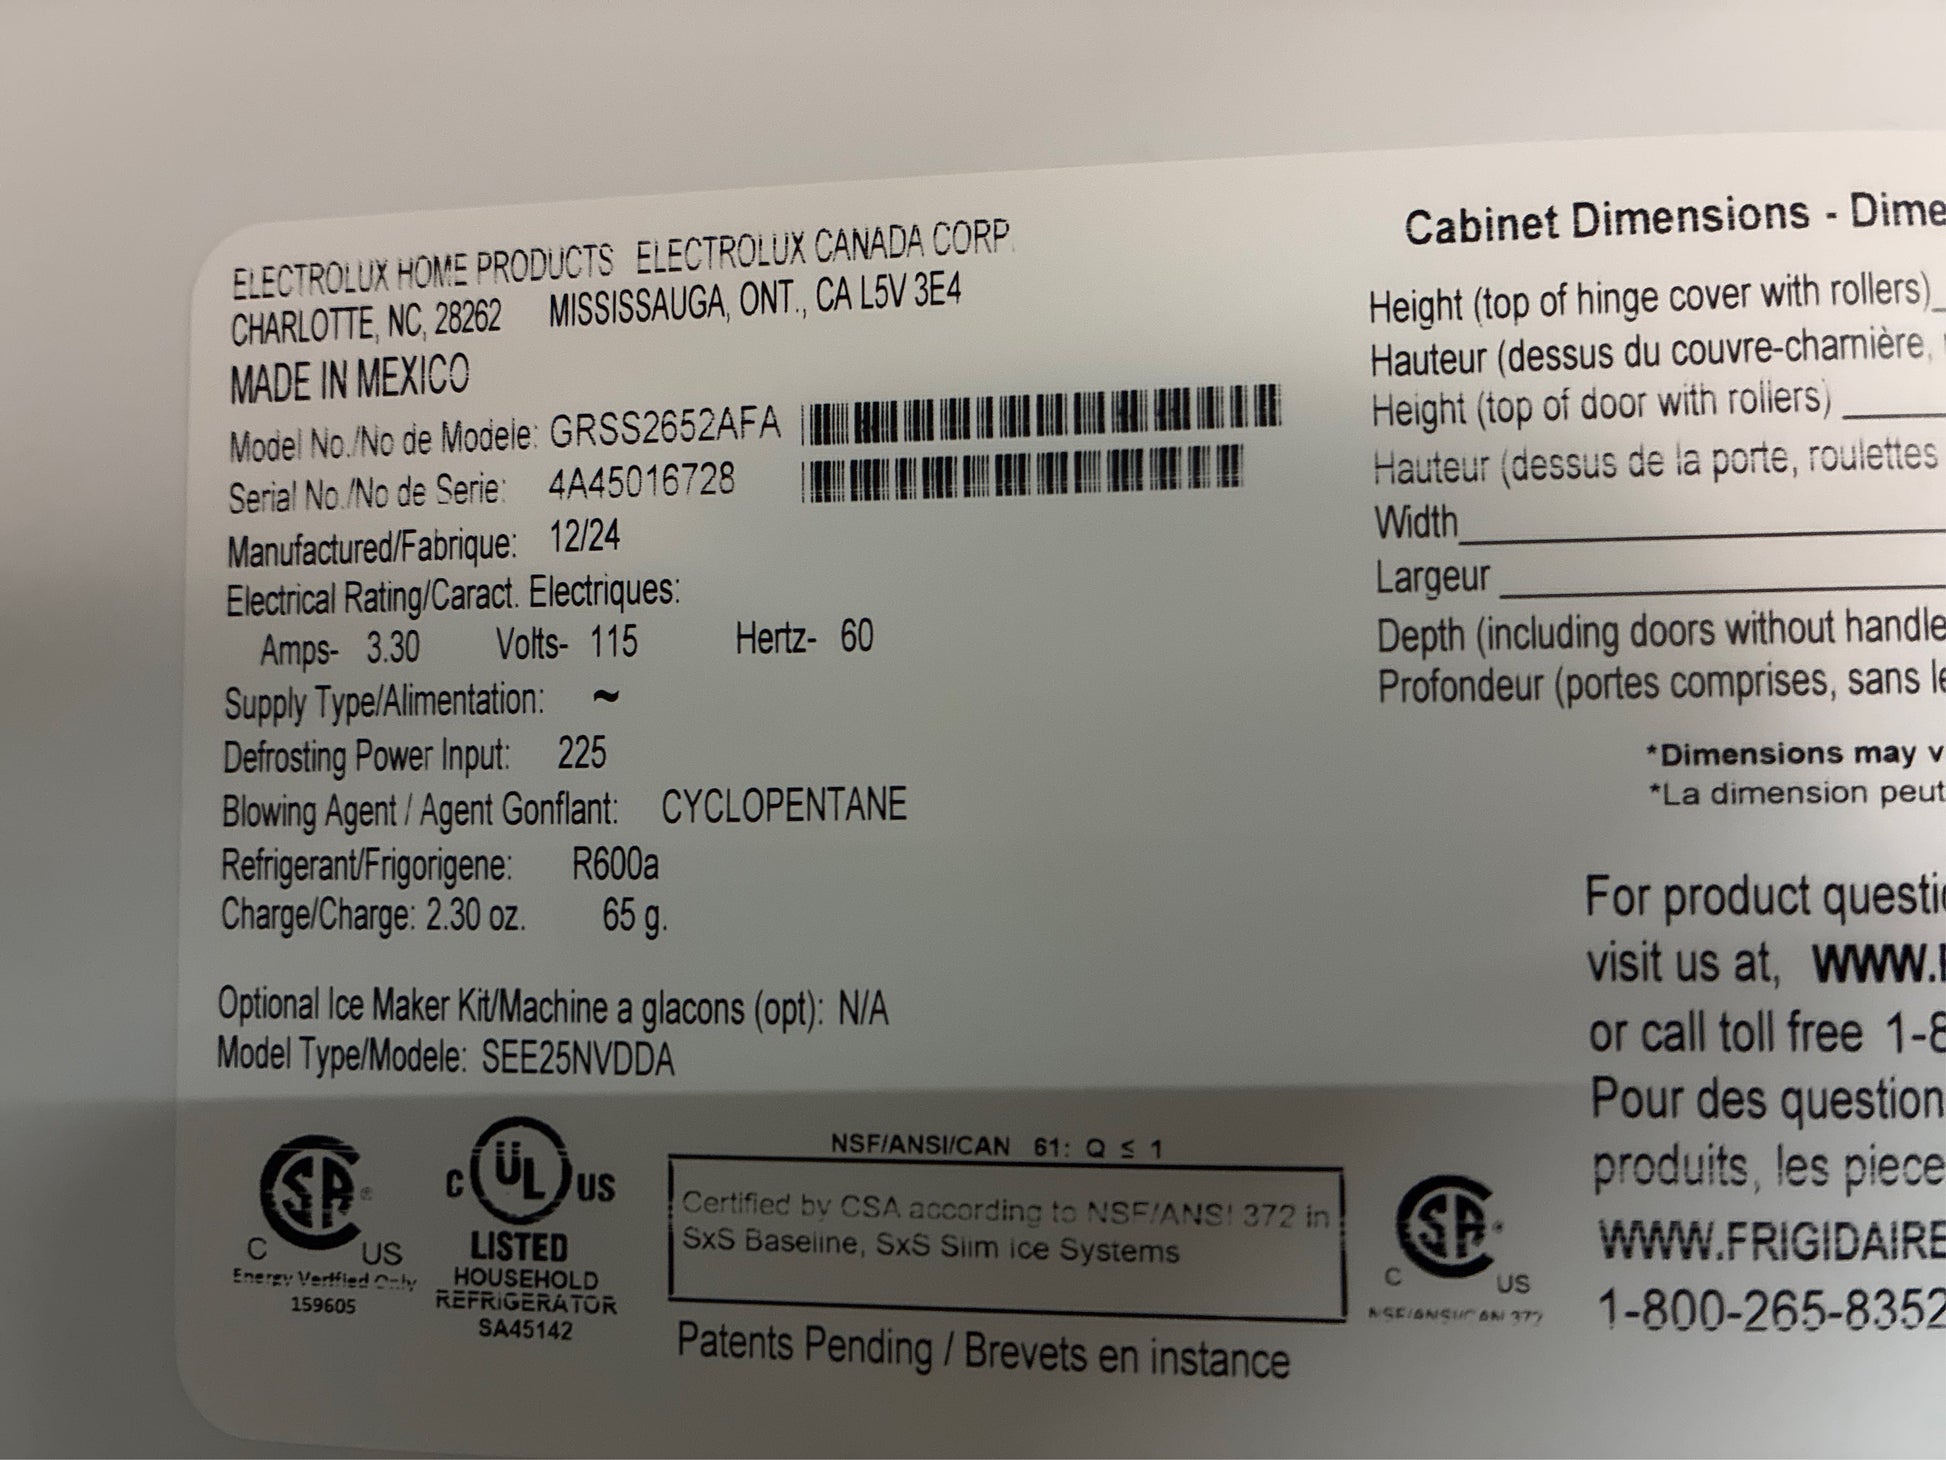 ELECTROLUX HOME PRODUCTS ELECTROLUX CANADA CORP.
CHARLOTTE, NC, 28262 MISSISSAUGA, ONT., CA L5V 3E4
MADE IN MEXICO
Model No./No de Modele: GRSS2652AFA
Serial No./No de Serie: 4A45016728
Manufactured/Fabrique: 12/24
Electrical Rating/Caract. Electriques:
Amps- 3.30 Volts- 115 Hertz- 60
Supply Type/Alimentation: ~
Defrosting Power Input: 225
Blowing Agent / Agent Gonflant: CYCLOPENTANE
Refrigerant/Frigorigene: R600a
Charge/Charge: 2.30 oz. 65 g.
Optional Ice Maker Kit/Machine a glacons (opt): N/A
Model Type/Modele: SEE25NVDDA
SA®
C US
Energy Verified Only
159605
C UL US
LISTED
HOUSEHOLD
REFRIGERATOR
SA45142
NSF/ANSI/CAN 61: Q ≤ 1
Certified by CSA according to NSF/ANSI 372 in
SxS Baseline, SxS Slim ice Systems
Patents Pending / Brevets en instance
SA®
C US
NSF/ANSI/CAN 372
Cabinet Dimensions - Dime
Height (top of hinge cover with rollers)
Hauteur (dessus du couvre-charnière,
Height (top of door with rollers)
Hauteur (dessus de la porte, roulettes
Width
Largeur
Depth (including doors without handle
Profondeur (portes comprises, sans le
*Dimensions may v
*La dimension peut
For product questi
visit us at, WWW.
or call toll free 1-8
Pour des question
produits, les piece
WWW.FRIGIDAIRE
1-800-265-8352